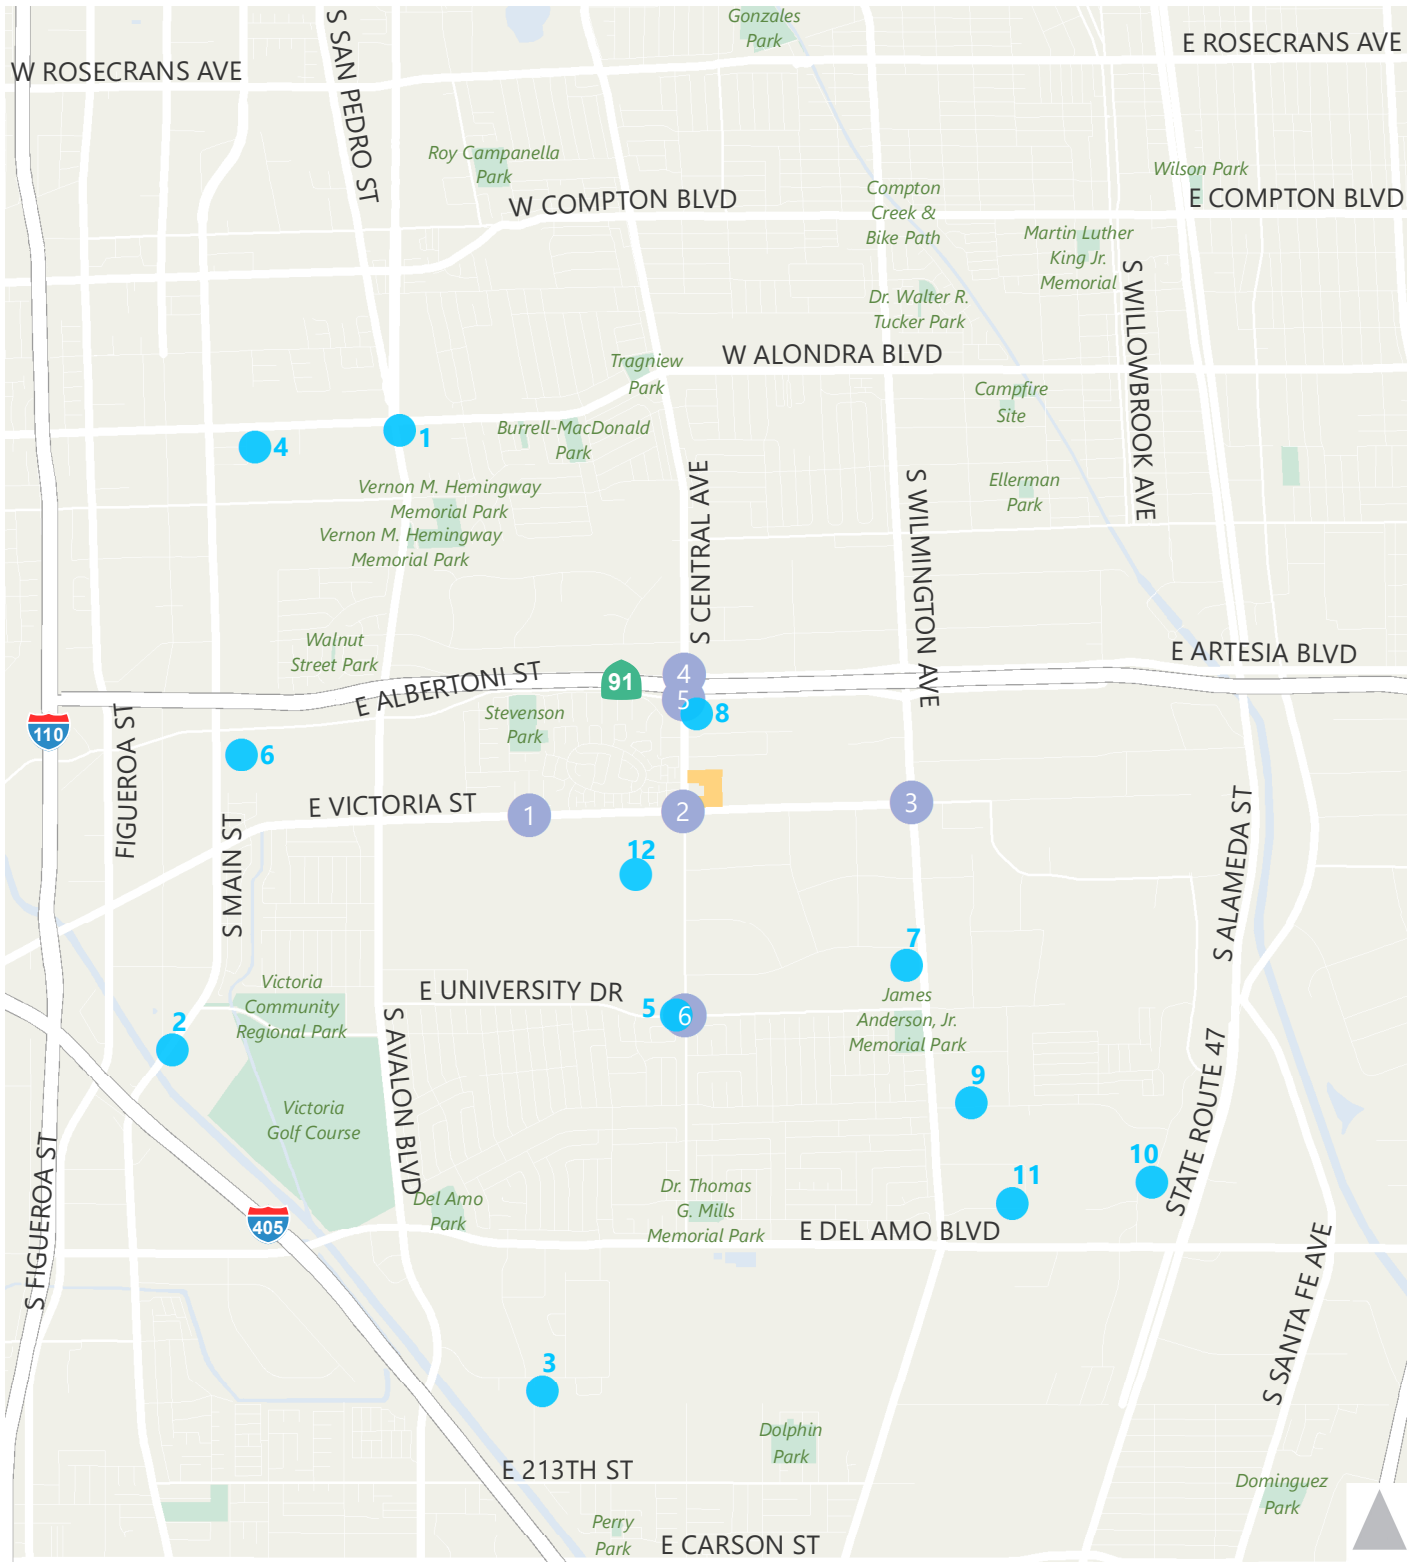 Gonzales
Park
E ROSECRANS AVE
W ROSECRANS AVE
S SAN PEDRO ST
Roy Campanella
Park
Wilson Park
W COMPTON BLVD
E COMPTON BLVD
Compton
Creek &
Bike Path
Martin Luther
King Jr.
Memorial
S WILLOWBROOK AVE
Dr. Walter R.
Tucker Park
W ALONDRA BLVD
Tragniew
Park
Campfire
Site
4
1
Burrell-MacDonald
Park
Vernon M. Hemingway
Memorial Park
Vernon M. Hemingway
Memorial Park
S CENTRAL AVE
S WILMINGTON AVE
Ellerman
Park
Walnut
Street Park
E ARTESIA BLVD
E ALBERTONI ST
91
4
5
8
Stevenson
Park
110
FIGUEROA ST
6
E VICTORIA ST
1
2
3
S MAIN ST
12
S ALAMEDA ST
7
Victoria
Community
Regional Park
E UNIVERSITY DR
5
6
James
Anderson, Jr.
Memorial Park
2
S AVALON BLVD
STATE ROUTE 47
9
Victoria
Golf Course
S FIGUEROA ST
10
11
Del Amo
Park
Dr. Thomas
G. Mills
Memorial Park
405
E DEL AMO BLVD
S SANTA FE AVE
3
Dolphin
Park
E 213TH ST
Dominguez
Park
Perry
Park
E CARSON ST